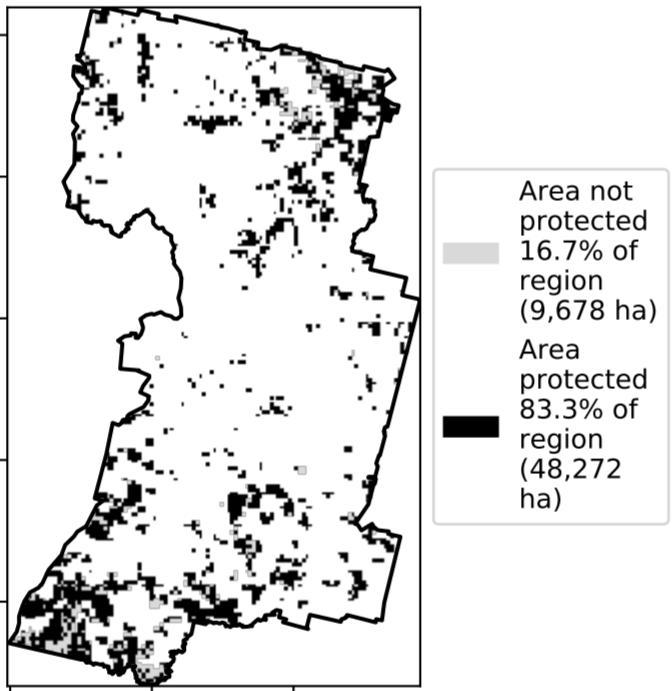 Area not
protected
16.7% of
region
(9,678 ha)
Area
protected
83.3% of
region
(48,272
ha)